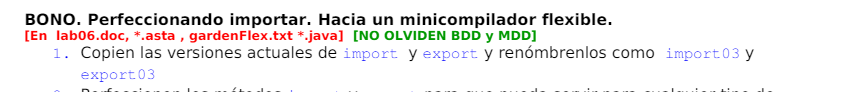 BONO. Perfeccionando importar. Hacia un minicompilador flexible.
[En lab06.doc, *.asta , gardenFlex.txt *.java] [NO OLVIDEN BDD y MDD]
1. Copien las versiones actuales de import y export y renómbrenlos como import03 y
export03